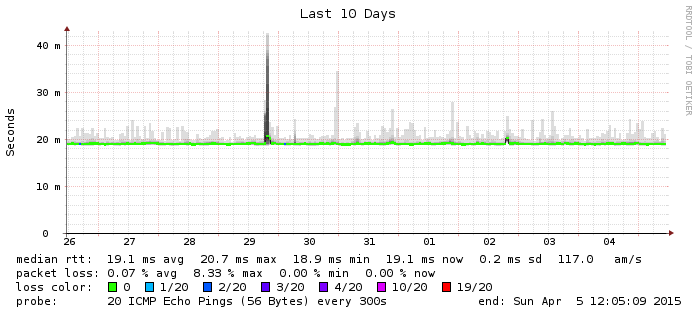 Last 10 Days
RRDTOOL / TOBI OETIKER
Seconds
40 m
30 m
20 m
10 m
0
26 27 28 29 30 31 01 02 03 04
median rtt: 19.1 ms avg 20.7 ms max 18.9 ms min 19.1 ms now 0.2 ms sd 117.0 am/s
packet loss: 0.07 % avg 8.33 % max 0.00 % min 0.00 % now
loss color: 0 1/20 2/20 3/20 4/20 10/20 19/20
probe: 20 ICMP Echo Pings (56 Bytes) every 300s end: Sun Apr 5 12:05:09 2015